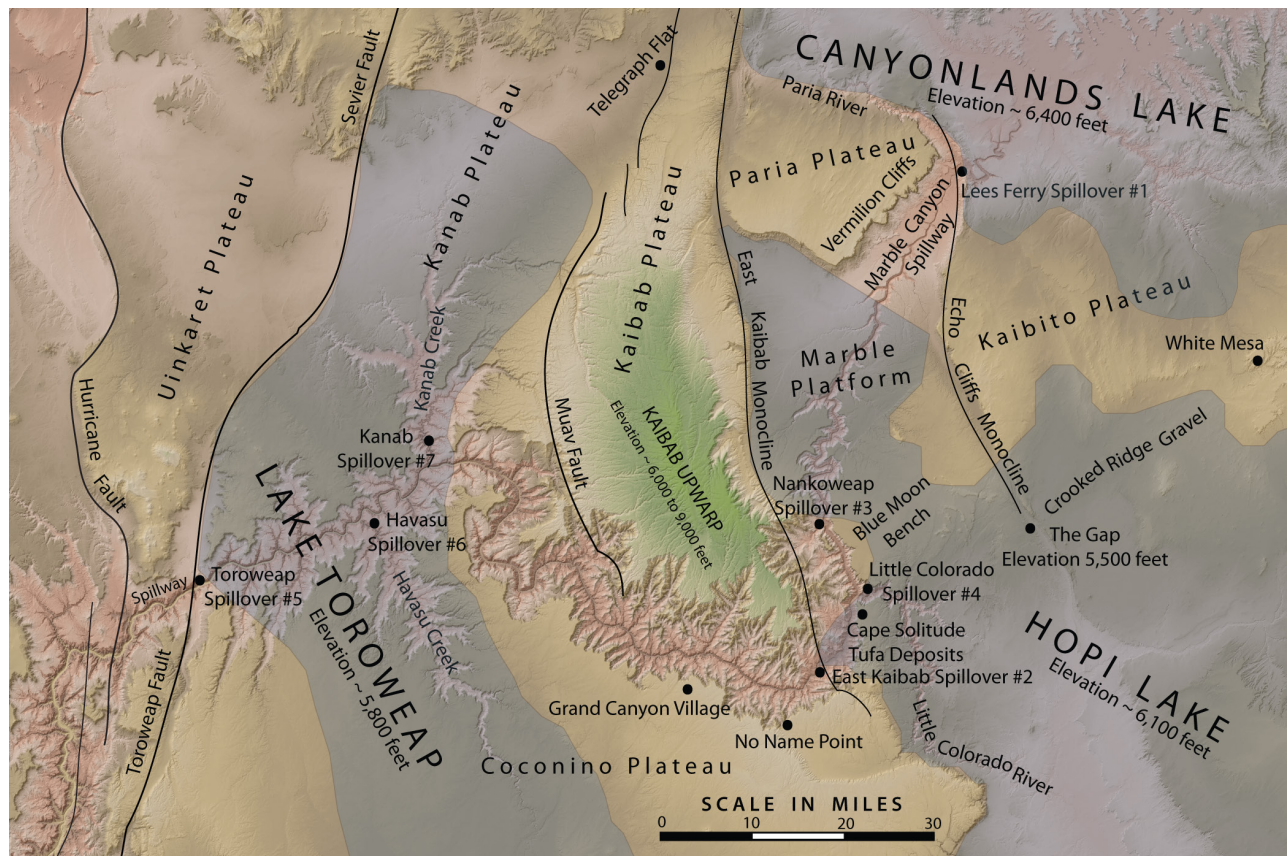 CANYONLANDS LAKE
Elevation ~ 6,400 feet
Sevier Fault
Telegraph Flat
Paria River
Kanab Plateau
Paria Plateau
Vermilion Cliffs
Lees Ferry Spillover #1
Marble Canyon
Spillway
Uinkaret Plateau
Kaibab Plateau
East Kaibab Monocline
Echo Cliffs Monocline
Kaibito Plateau
White Mesa
Marble
Platform
Kanab Creek
Hurricane Fault
Muav Fault
KAIBAB UPWARP
Elevation ~ 6,000 to 9,000 feet
Kanab
Spillover #7
Crooked Ridge Gravel
Nankoweap
Spillover #3
Blue Moon
Bench
LAKE TOROWEAP
Elevation ~ 5,800 feet
Havasu
Spillover #6
The Gap
Elevation 5,500 feet
Spillway
Toroweap
Spillover #5
Havasu Creek
Little Colorado
Spillover #4
Cape Solitude
Tufa Deposits
HOPI LAKE
Elevation ~ 6,100 feet
East Kaibab Spillover #2
Toroweap Fault
Grand Canyon Village
No Name Point
Little Colorado River
Coconino Plateau
SCALE IN MILES
0 10 20 30